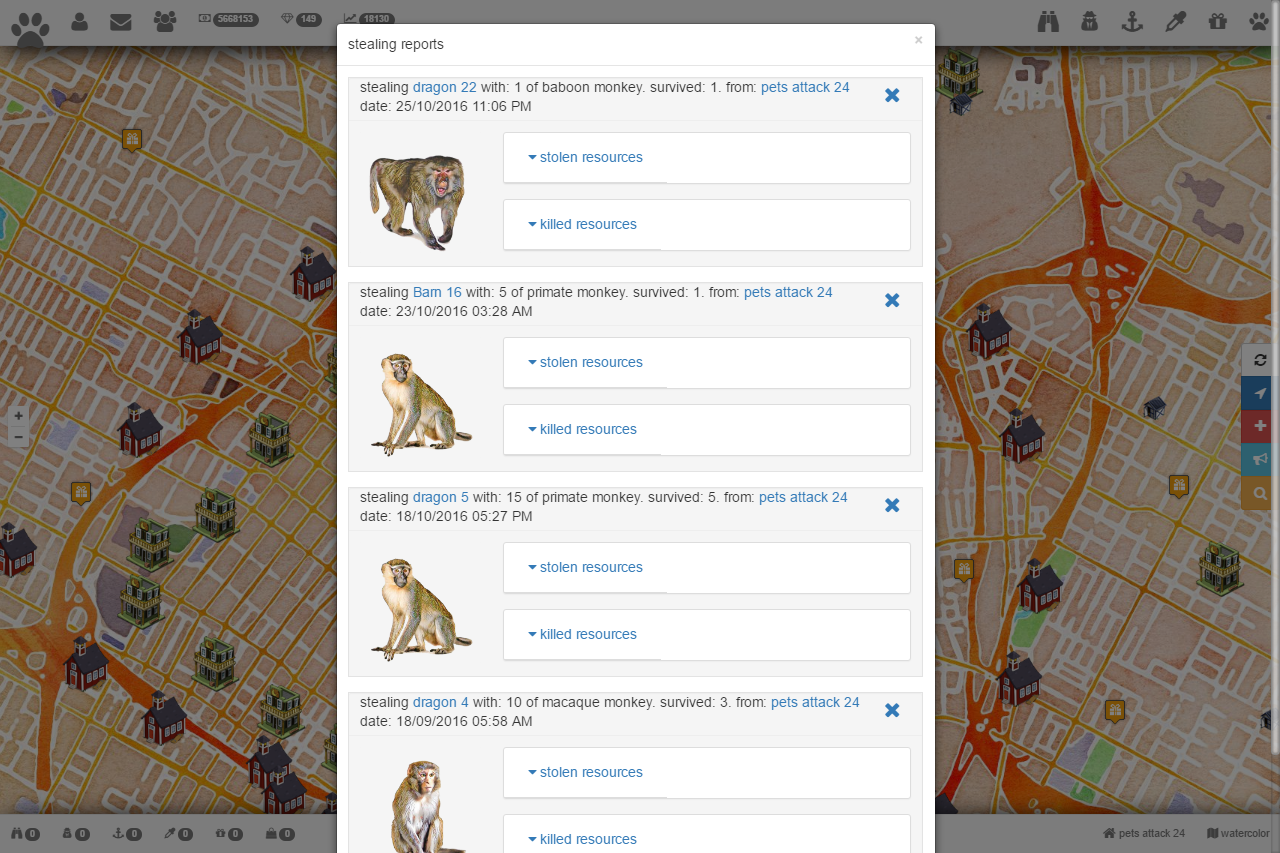 5668153
149
18130
stealing reports
×
stealing dragon 22 with: 1 of baboon monkey. survived: 1. from: pets attack 24
date: 25/10/2016 11:06 PM
stolen resources
killed resources
stealing Barn 16 with: 5 of primate monkey. survived: 1. from: pets attack 24
date: 23/10/2016 03:28 AM
stolen resources
killed resources
+
−
stealing dragon 5 with: 15 of primate monkey. survived: 5. from: pets attack 24
date: 18/10/2016 05:27 PM
stolen resources
killed resources
stealing dragon 4 with: 10 of macaque monkey. survived: 3. from: pets attack 24
date: 18/09/2016 05:58 AM
stolen resources
killed resources
0
0
0
0
0
0
pets attack 24
watercolor